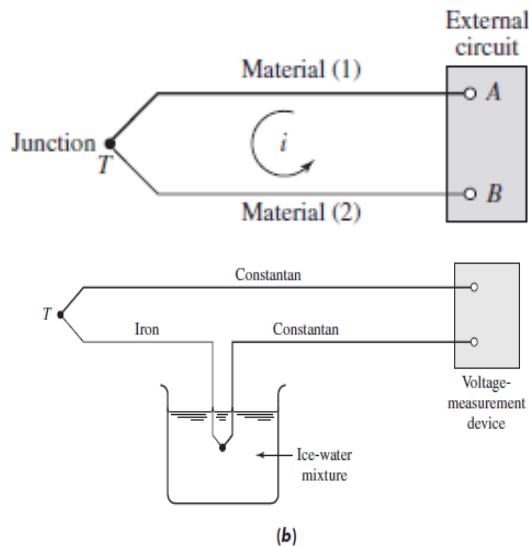 External
circuit
Material (1)
A
Junction
T
i
B
Material (2)
Constantan
T
Iron
Constantan
Voltage-
measurement
device
Ice-water
mixture
(b)